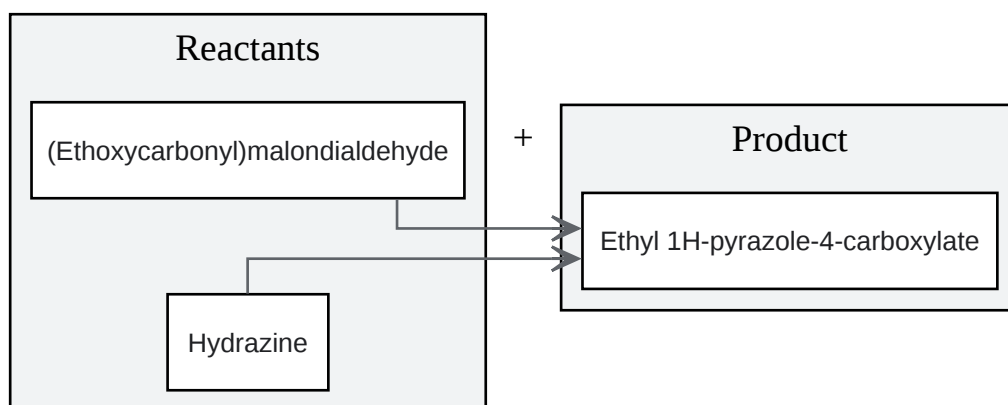 Reactants
(Ethoxycarbonyl)malondialdehyde
Hydrazine
+
Product
Ethyl 1H-pyrazole-4-carboxylate